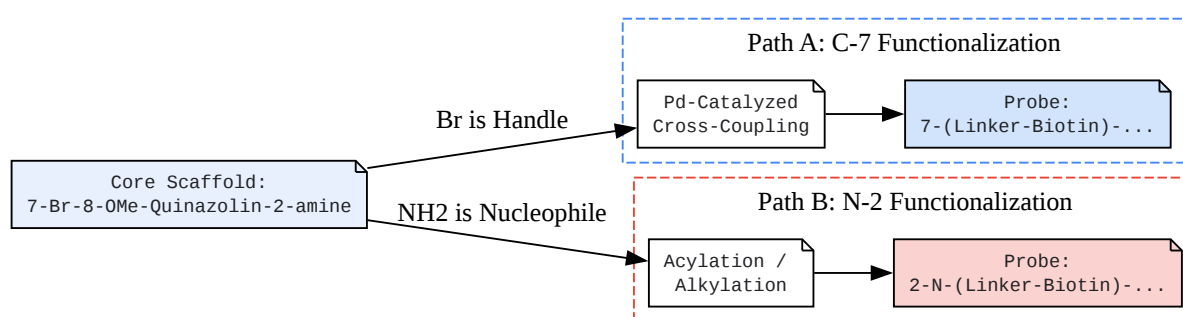 Path A: C-7 Functionalization
Pd-Catalyzed
Cross-Coupling
Probe:
7-(Linker-Biotin)-...
Br is Handle
Core Scaffold:
7-Br-8-OMe-Quinazolin-2-amine
NH2 is Nucleophile
Path B: N-2 Functionalization
Acylation /
Alkylation
Probe:
2-N-(Linker-Biotin)-...